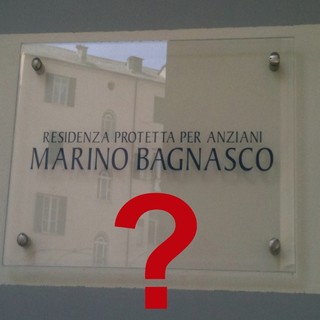 RESIDENZA PROTETTA PER ANZIANI
MARINO BAGNASCO
?